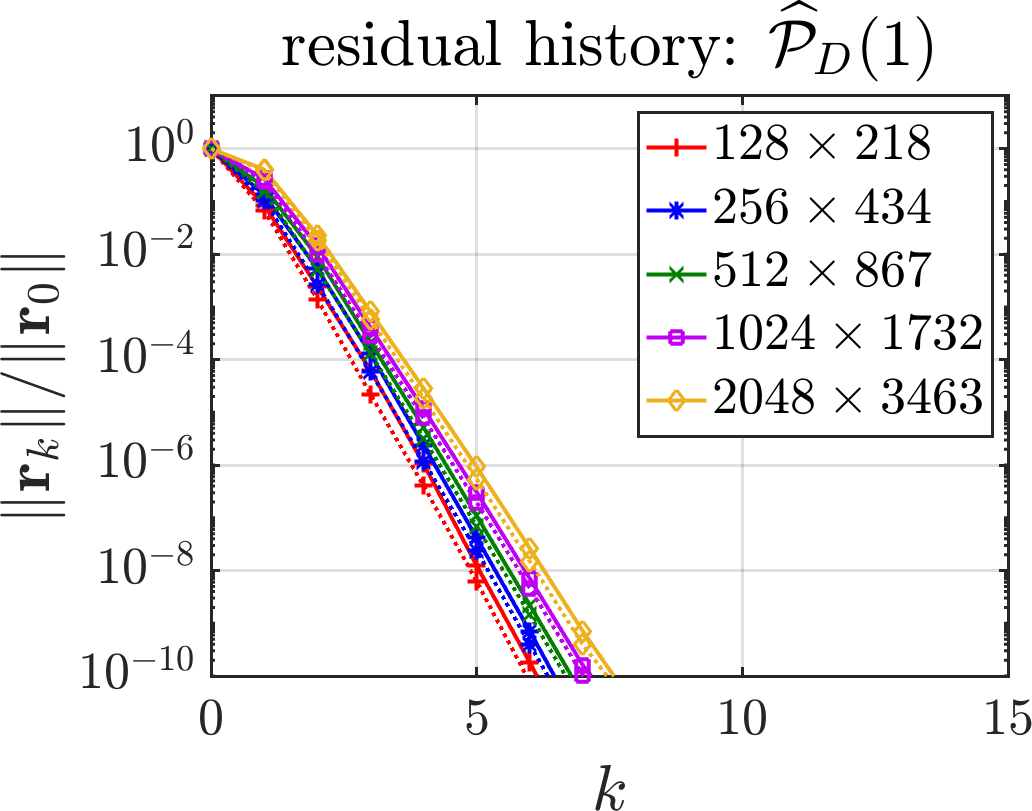 residual history: $\widehat{\mathcal{P}}_D(1)$
$\|\mathbf{r}_k\|/\|\mathbf{r}_0\|$
10^0
10^{-2}
10^{-4}
10^{-6}
10^{-8}
10^{-10}
128 × 218
256 × 434
512 × 867
1024 × 1732
2048 × 3463
0 5 10 15
k